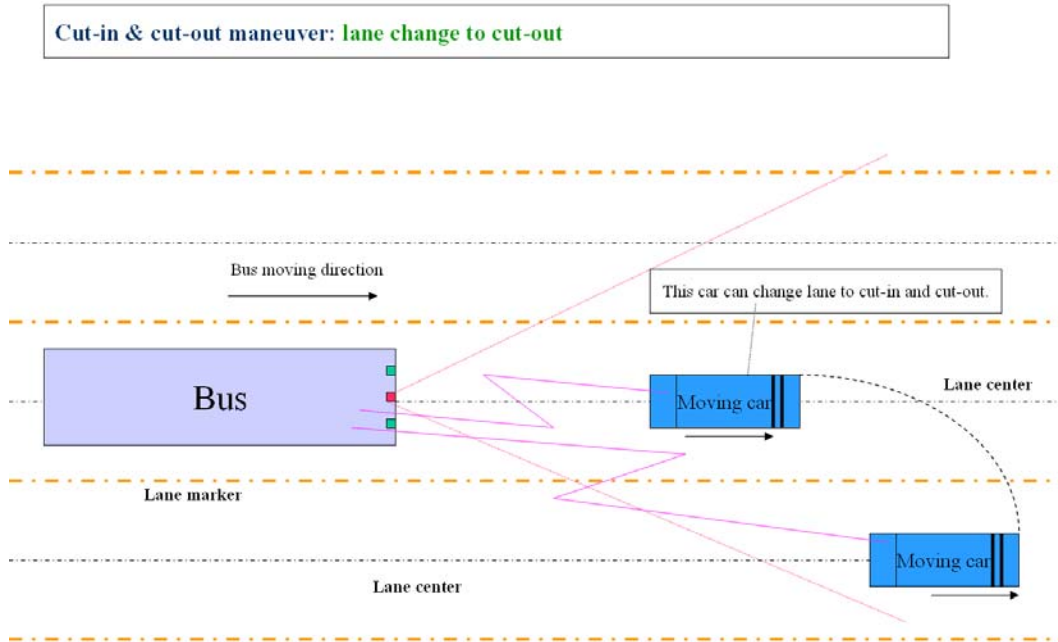 Cut-in & cut-out maneuver: lane change to cut-out
Bus moving direction
This car can change lane to cut-in and cut-out.
Bus
Moving car
Lane center
Lane marker
Moving car
Lane center